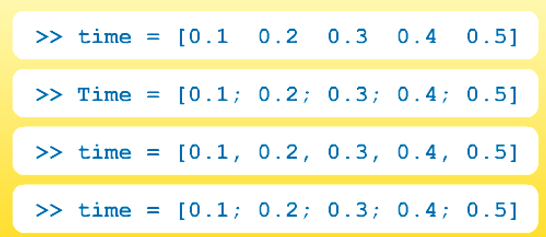 >> time = [0.1  0.2  0.3  0.4  0.5]
>> Time = [0.1; 0.2; 0.3; 0.4; 0.5]
>> time = [0.1, 0.2, 0.3, 0.4, 0.5]
>> time = [0.1; 0.2; 0.3; 0.4; 0.5]